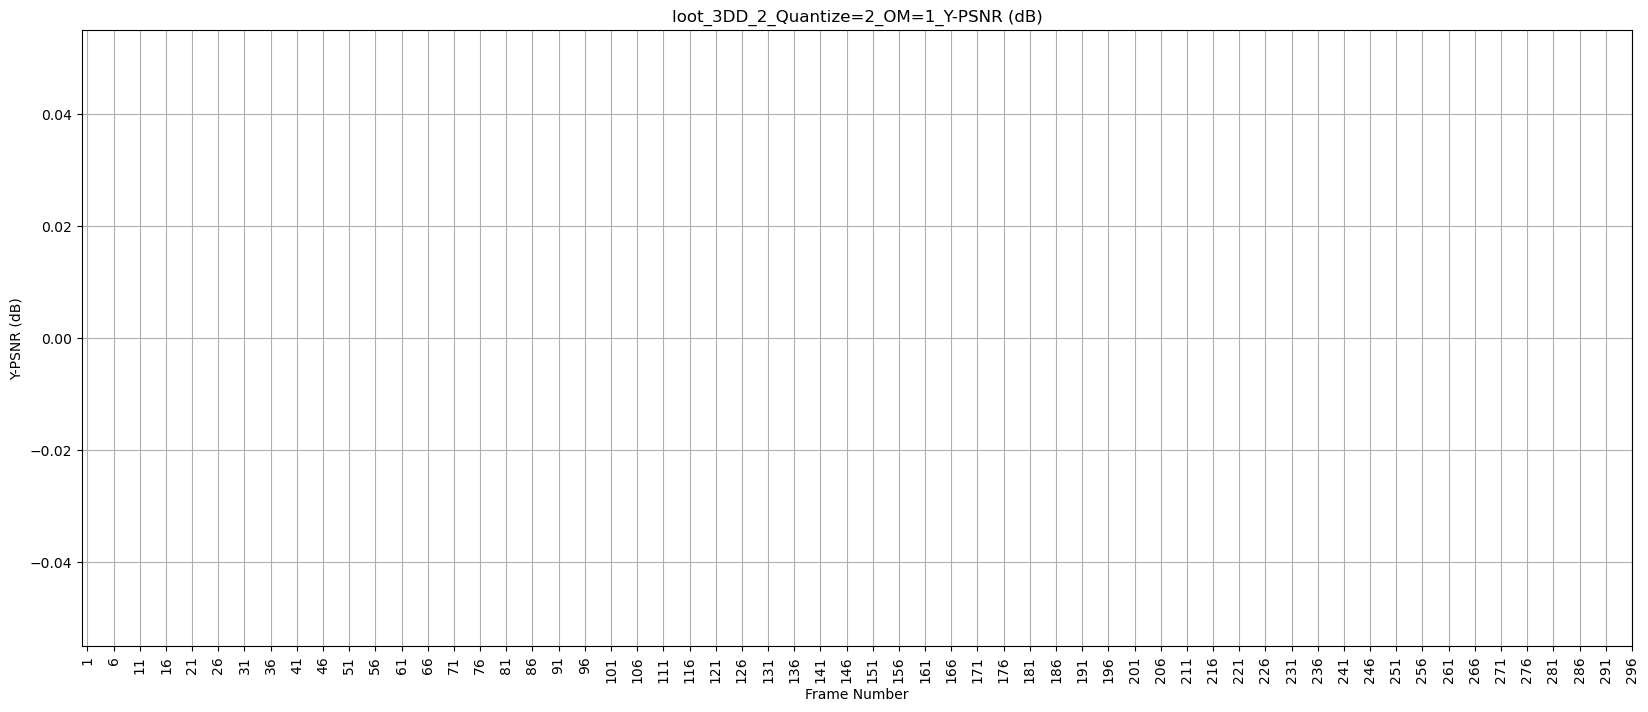 loot_3DD_2_Quantize=2_OM=1_Y-PSNR (dB)
Y-PSNR (dB)
0.04
0.02
0.00
−0.02
−0.04
1 6 11 16 21 26 31 36 41 46 51 56 61 66 71 76 81 86 91 96 101 106 111 116 121 126 131 136 141 146 151 156 161 166 171 176 181 186 191 196 201 206 211 216 221 226 231 236 241 246 251 256 261 266 271 276 281 286 291 296
Frame Number